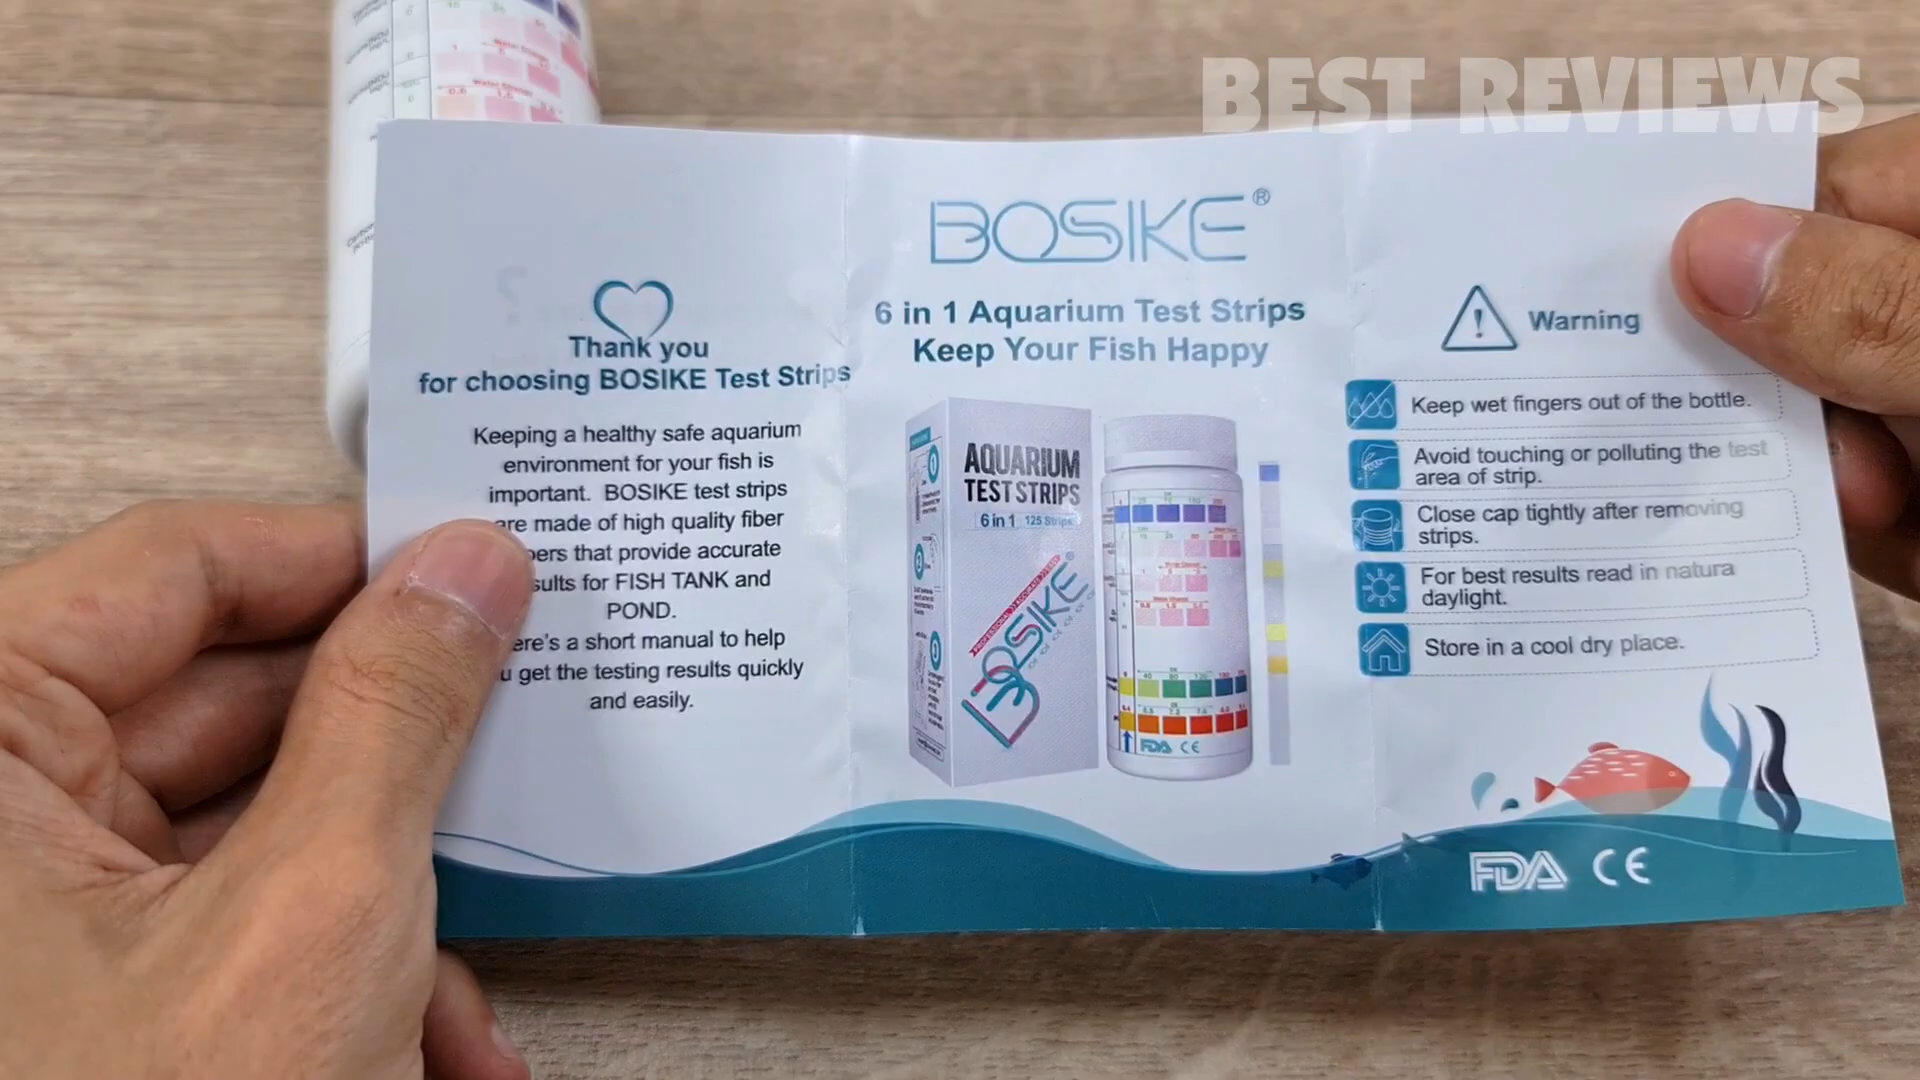 BEST REVIEWS
Thank you
for choosing BOSIKE Test Strips
Keeping a healthy safe aquarium
environment for your fish is
important. BOSIKE test strips
are made of high quality fiber
that provide accurate
for FISH TANK and
POND.
a short manual to help
get the testing results quickly
and easily.
BOSIKE®
6 in 1 Aquarium Test Strips
Keep Your Fish Happy
AQUARIUM
TEST STRIPS
6 in 1 125 Strips
BOSIKE®
FDA CE
Warning
Keep wet fingers out of the bottle.
Avoid touching or polluting the test
area of strip.
Close cap tightly after removing
strips.
For best results read in natura
daylight.
Store in a cool dry place.
FDA CE